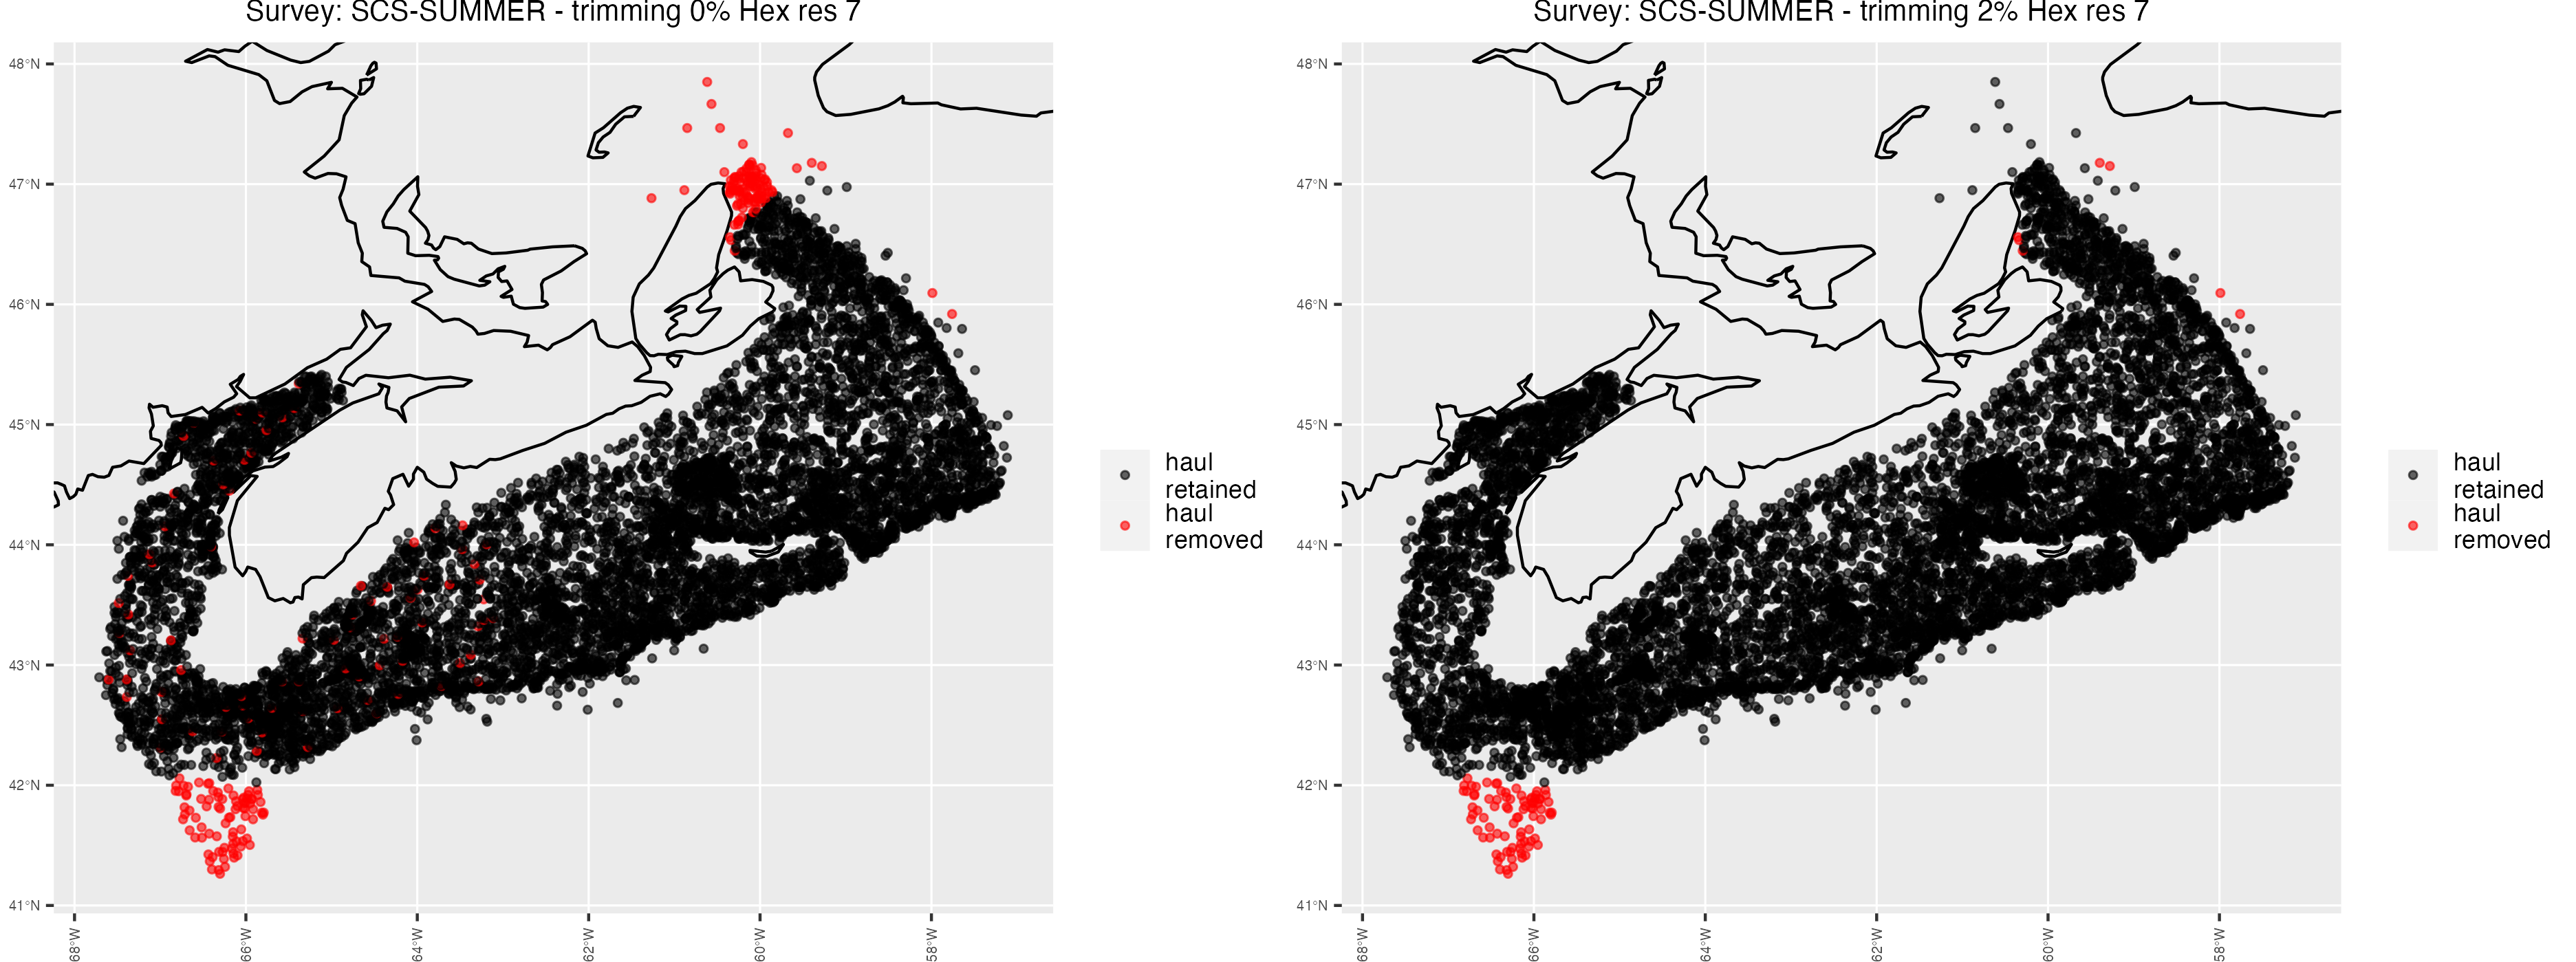 Survey: SCS-SUMMER - trimming 0% Hex res 7
48°N
47°N
46°N
45°N
44°N
43°N
42°N
41°N
68°W
66°W
64°W
62°W
60°W
58°W
haul
retained
haul
removed
Survey: SCS-SUMMER - trimming 2% Hex res 7
48°N
47°N
46°N
45°N
44°N
43°N
42°N
41°N
68°W
66°W
64°W
62°W
60°W
58°W
haul
retained
haul
removed